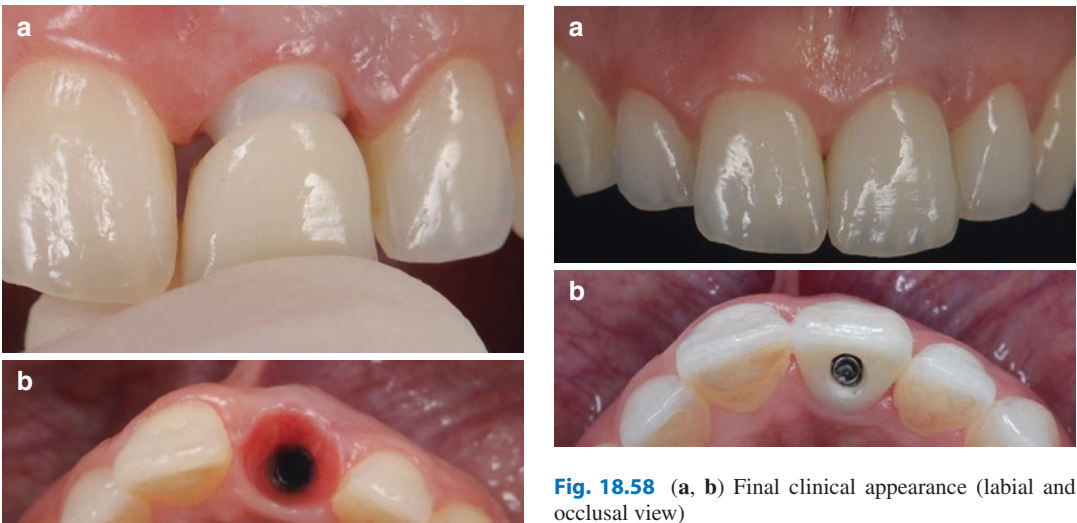 a
b
a
b
Fig. 18.58 (a, b) Final clinical appearance (labial and
occlusal view)